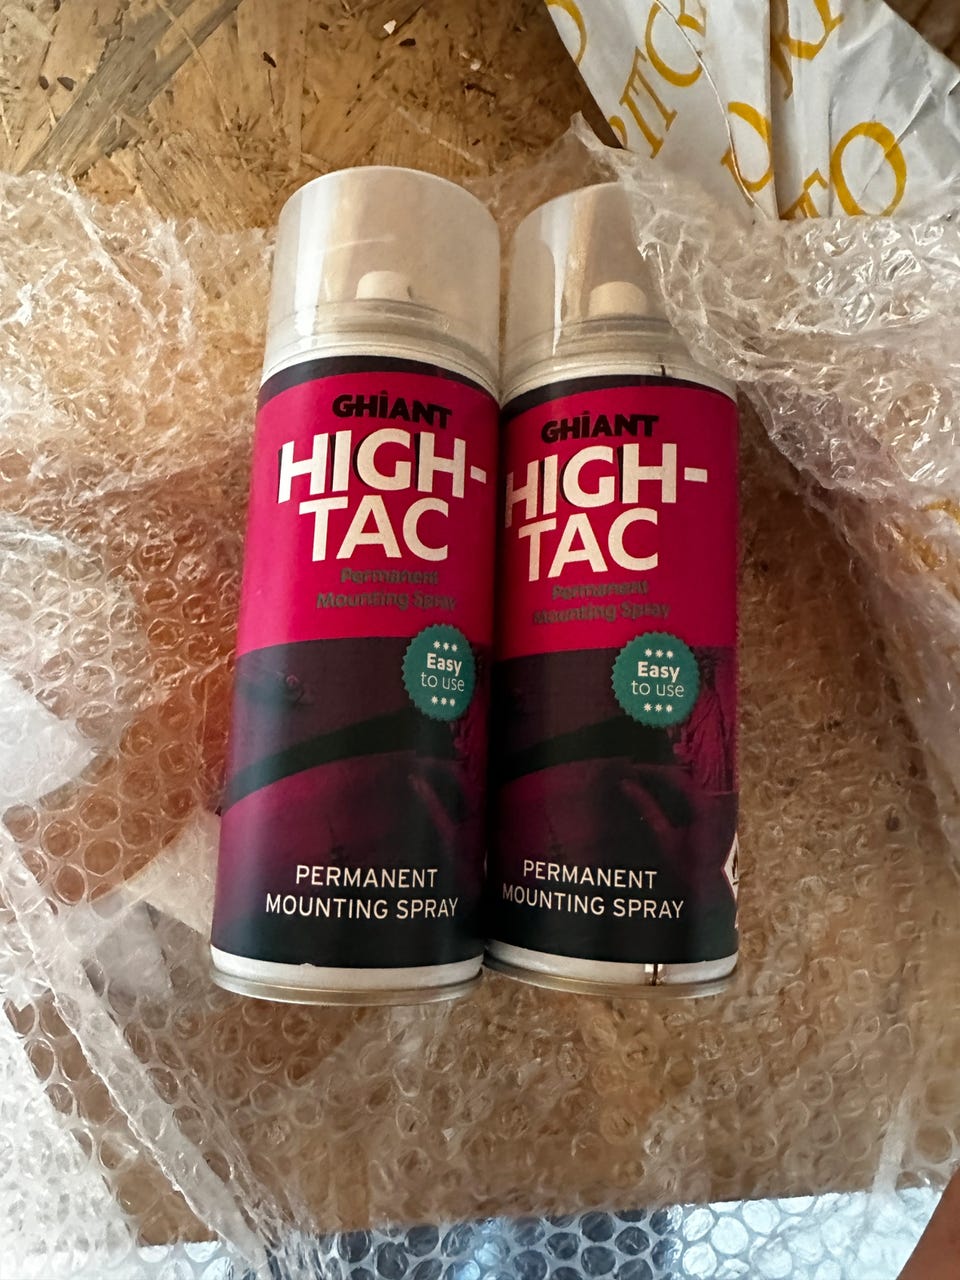 GHiANT
HIGH-
TAC
Permanent
Mounting Spray
Easy
to use
PERMANENT
MOUNTING SPRAY
GHiANT
HIGH-
TAC
Permanent
Mounting Spray
Easy
to use
PERMANENT
MOUNTING SPRAY